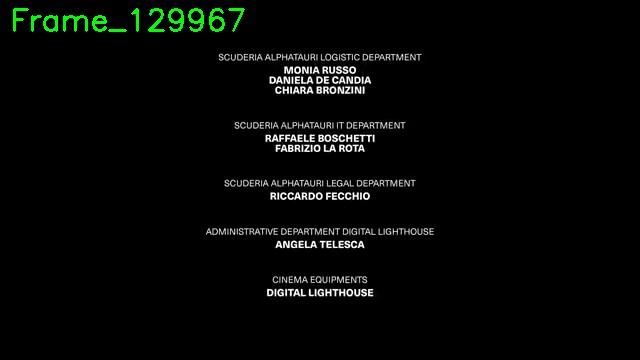 Frame_129967
SCUDERIA ALPHATAURI LOGISTIC DEPARTMENT
MONIA RUSSO
DANIELA DE CANDIA
CHIARA BRONZINI
SCUDERIA ALPHATAURI IT DEPARTMENT
RAFFAELE BOSCHETTI
FABRIZIO LA ROTA
SCUDERIA ALPHATAURI LEGAL DEPARTMENT
RICCARDO FECCHIO
ADMINISTRATIVE DEPARTMENT DIGITAL LIGHTHOUSE
ANGELA TELESCA
CINEMA EQUIPMENTS
DIGITAL LIGHTHOUSE